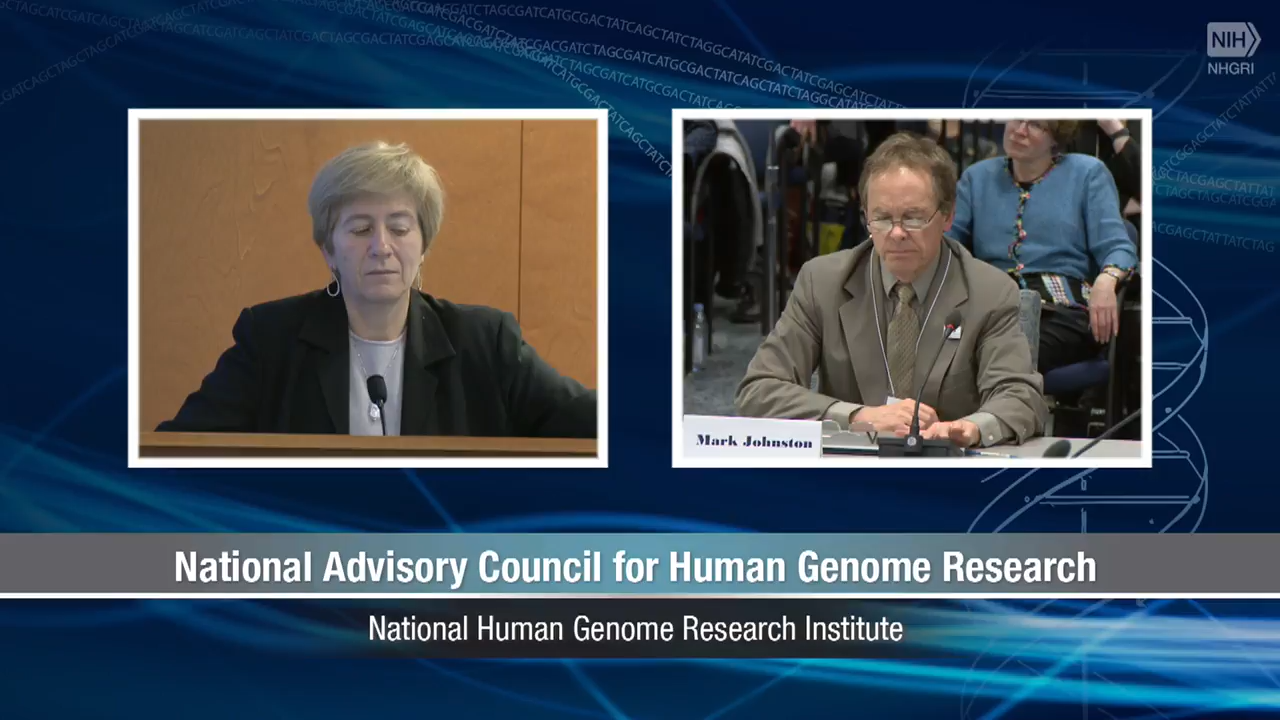 NIH
NHGRI
Mark Johnston
National Advisory Council for Human Genome Research
National Human Genome Research Institute